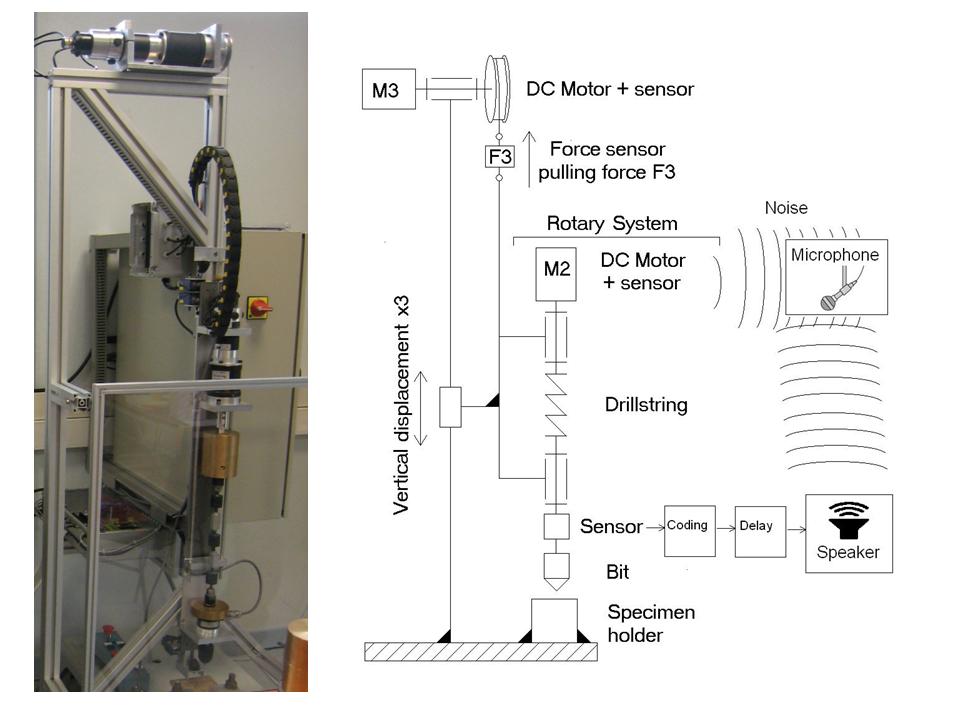 M3
DC Motor + sensor
F3
Force sensor
pulling force F3
Noise
Rotary System
Microphone
M2
DC Motor
+ sensor
Vertical displacement x3
Drillstring
Sensor
Coding
Delay
Speaker
Bit
Specimen
holder